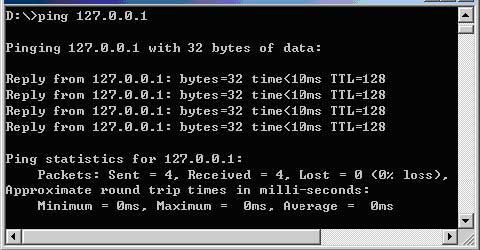 D:\>ping 127.0.0.1
Pinging 127.0.0.1 with 32 bytes of data:
Reply from 127.0.0.1: bytes=32 time<10ms TTL=128
Reply from 127.0.0.1: bytes=32 time<10ms TTL=128
Reply from 127.0.0.1: bytes=32 time<10ms TTL=128
Reply from 127.0.0.1: bytes=32 time<10ms TTL=128
Ping statistics for 127.0.0.1:
    Packets: Sent = 4, Received = 4, Lost = 0 (0% loss),
Approximate round trip times in milli-seconds:
    Minimum = 0ms, Maximum =  0ms, Average =  0ms